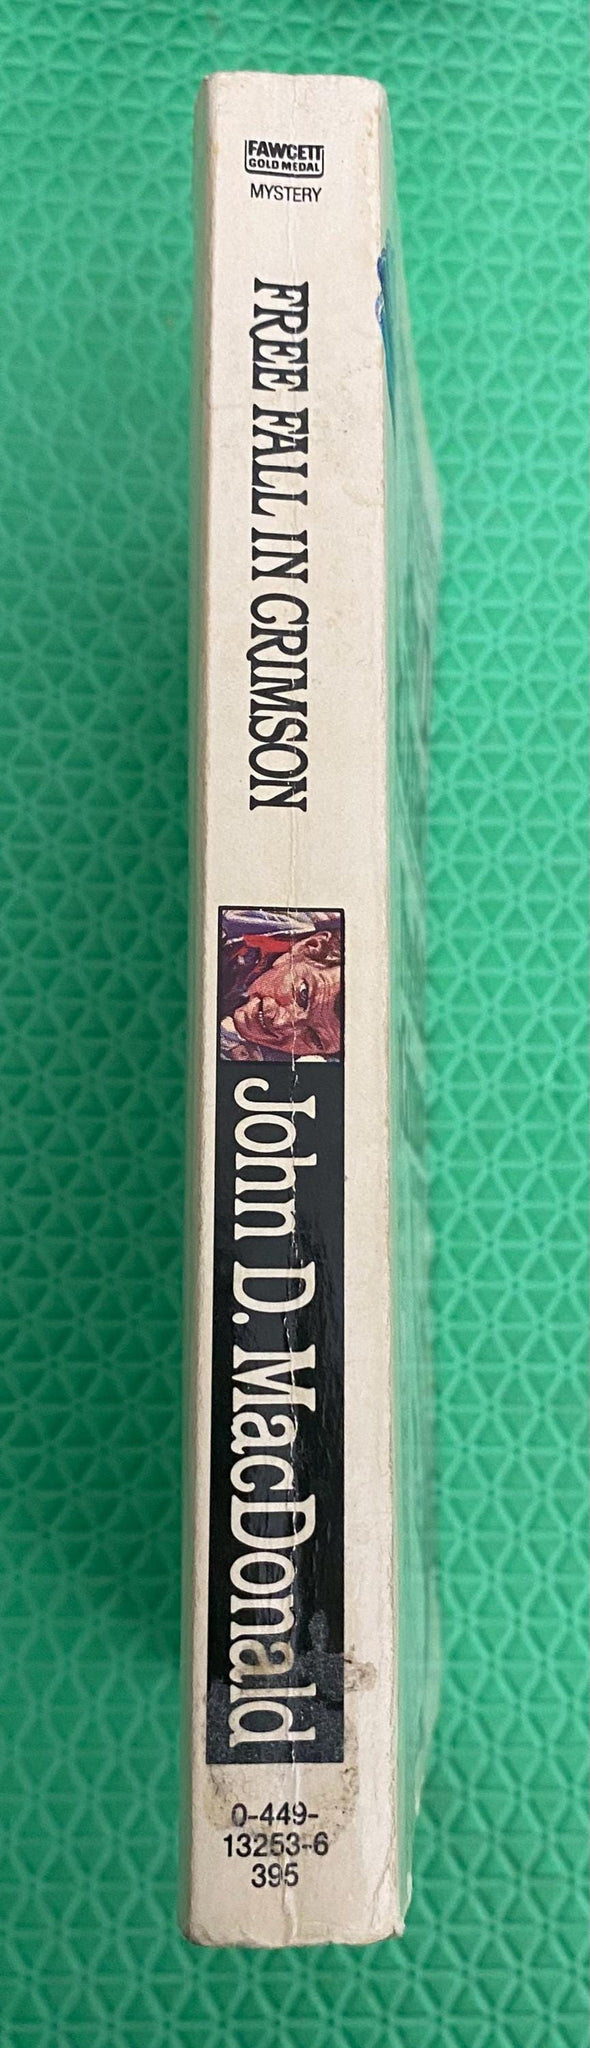 FAWCETT
GOLD MEDAL
MYSTERY
FREE FALL IN CRIMSON
John D. MacDonald
0-449-
13253-6
395